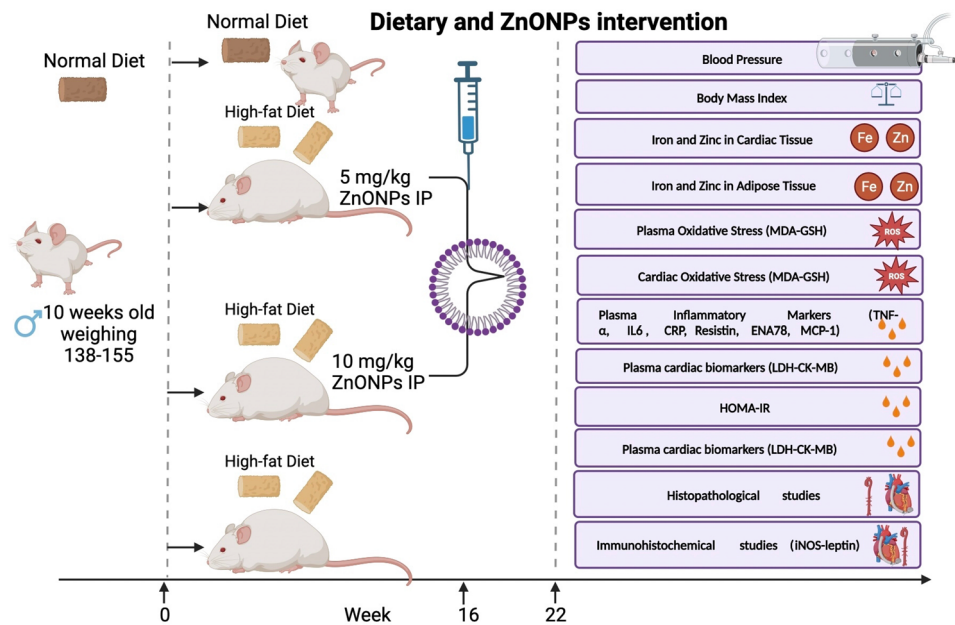 Dietary and ZnONPs intervention
Normal Diet
Normal Diet
High-fat Diet
5 mg/kg
ZnONPs IP
10 weeks old
weighing
138-155
High-fat Diet
10 mg/kg
ZnONPs IP
High-fat Diet
Blood Pressure
Body Mass Index
Iron and Zinc in Cardiac Tissue
Fe Zn
Iron and Zinc in Adipose Tissue
Fe Zn
Plasma Oxidative Stress (MDA-GSH)
ROS
Cardiac Oxidative Stress (MDA-GSH)
ROS
Plasma Inflammatory Markers (TNF-
α, IL6 , CRP, Resistin, ENA78, MCP-1)
Plasma cardiac biomarkers (LDH-CK-MB)
HOMA-IR
Plasma cardiac biomarkers (LDH-CK-MB)
Histopathological studies
Immunohistochemical studies (iNOS-leptin)
0 Week 16 22